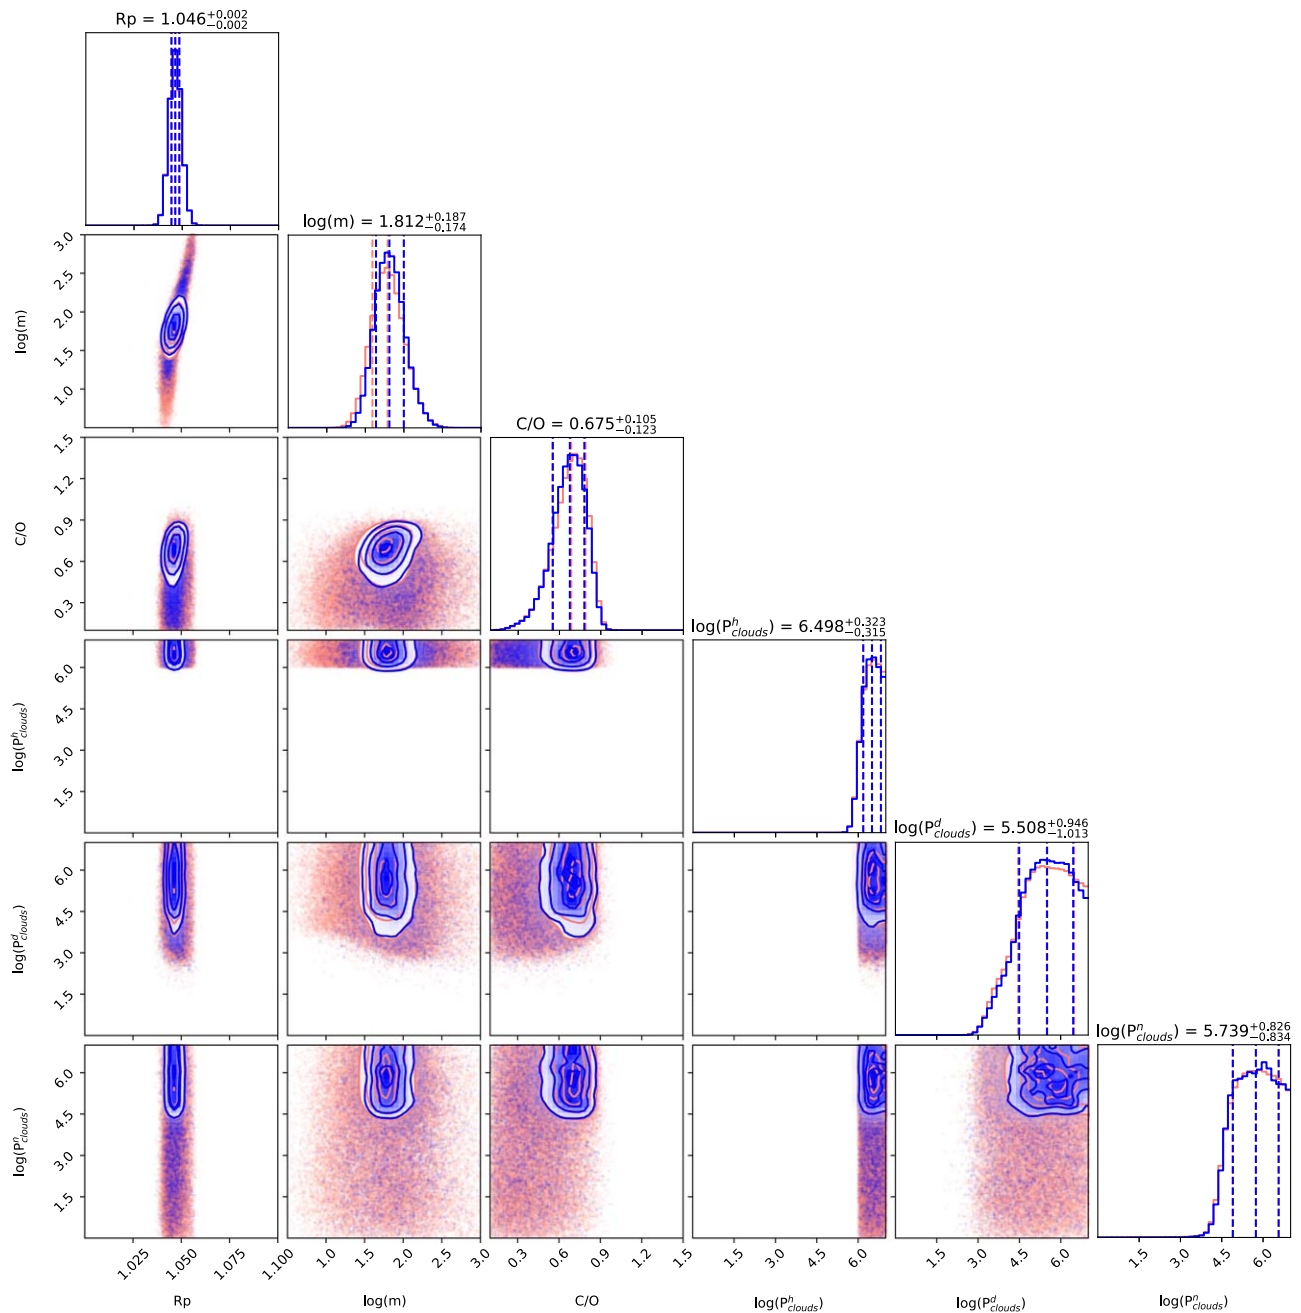 Rp = 1.046^{+0.002}_{-0.002}
log(m) = 1.812^{+0.187}_{-0.174}
3.0
2.5
2.0
1.5
1.0
log(m)
C/O = 0.675^{+0.105}_{-0.123}
1.5
1.2
0.9
0.6
0.3
C/O
log(P^{h}_{clouds}) = 6.498^{+0.323}_{-0.315}
6.0
4.5
3.0
1.5
log(P^{h}_{clouds})
log(P^{d}_{clouds}) = 5.508^{+0.946}_{-1.013}
6.0
4.5
3.0
1.5
log(P^{d}_{clouds})
log(P^{n}_{clouds}) = 5.739^{+0.826}_{-0.834}
6.0
4.5
3.0
1.5
log(P^{n}_{clouds})
1.025 1.050 1.075 1.100
1.0 1.5 2.0 2.5 3.0
0.3 0.6 0.9 1.2 1.5
1.5 3.0 4.5 6.0
1.5 3.0 4.5 6.0
1.5 3.0 4.5 6.0
Rp log(m) C/O log(P^{h}_{clouds}) log(P^{d}_{clouds}) log(P^{n}_{clouds})